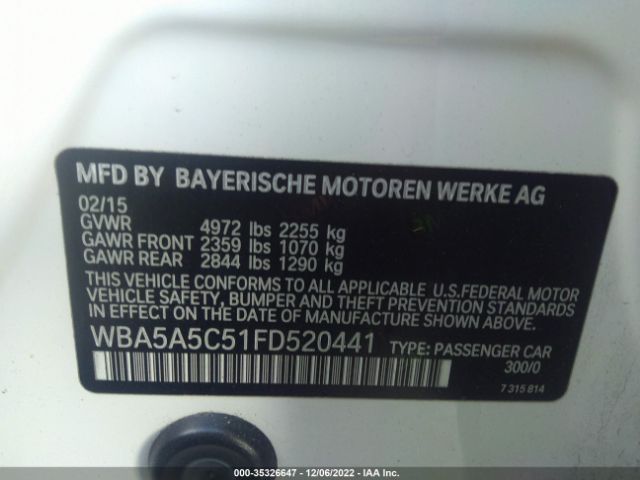 MFD BY BAYERISCHE MOTOREN WERKE AG
02/15
GVWR 4972 lbs 2255 kg
GAWR FRONT 2359 lbs 1070 kg
GAWR REAR 2844 lbs 1290 kg
THIS VEHICLE CONFORMS TO ALL APPLICABLE U.S.FEDERAL MOTOR
VEHICLE SAFETY, BUMPER AND THEFT PREVENTION STANDARDS
IN EFFECT ON THE DATE OF MANUFACTURE SHOWN ABOVE.
WBA5A5C51FD520441 TYPE: PASSENGER CAR
300/0
7 315 814
000-35326647 - 12/06/2022 - IAA Inc.